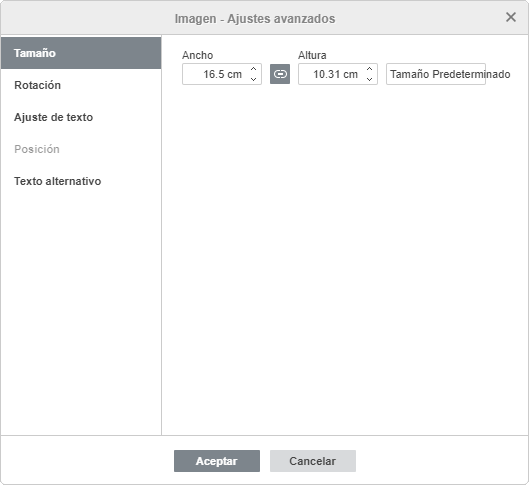 Imagen - Ajustes avanzados
Tamaño
Rotación
Ajuste de texto
Posición
Texto alternativo
Ancho Altura
16.5 cm 10.31 cm Tamaño Predeterminado
Aceptar Cancelar